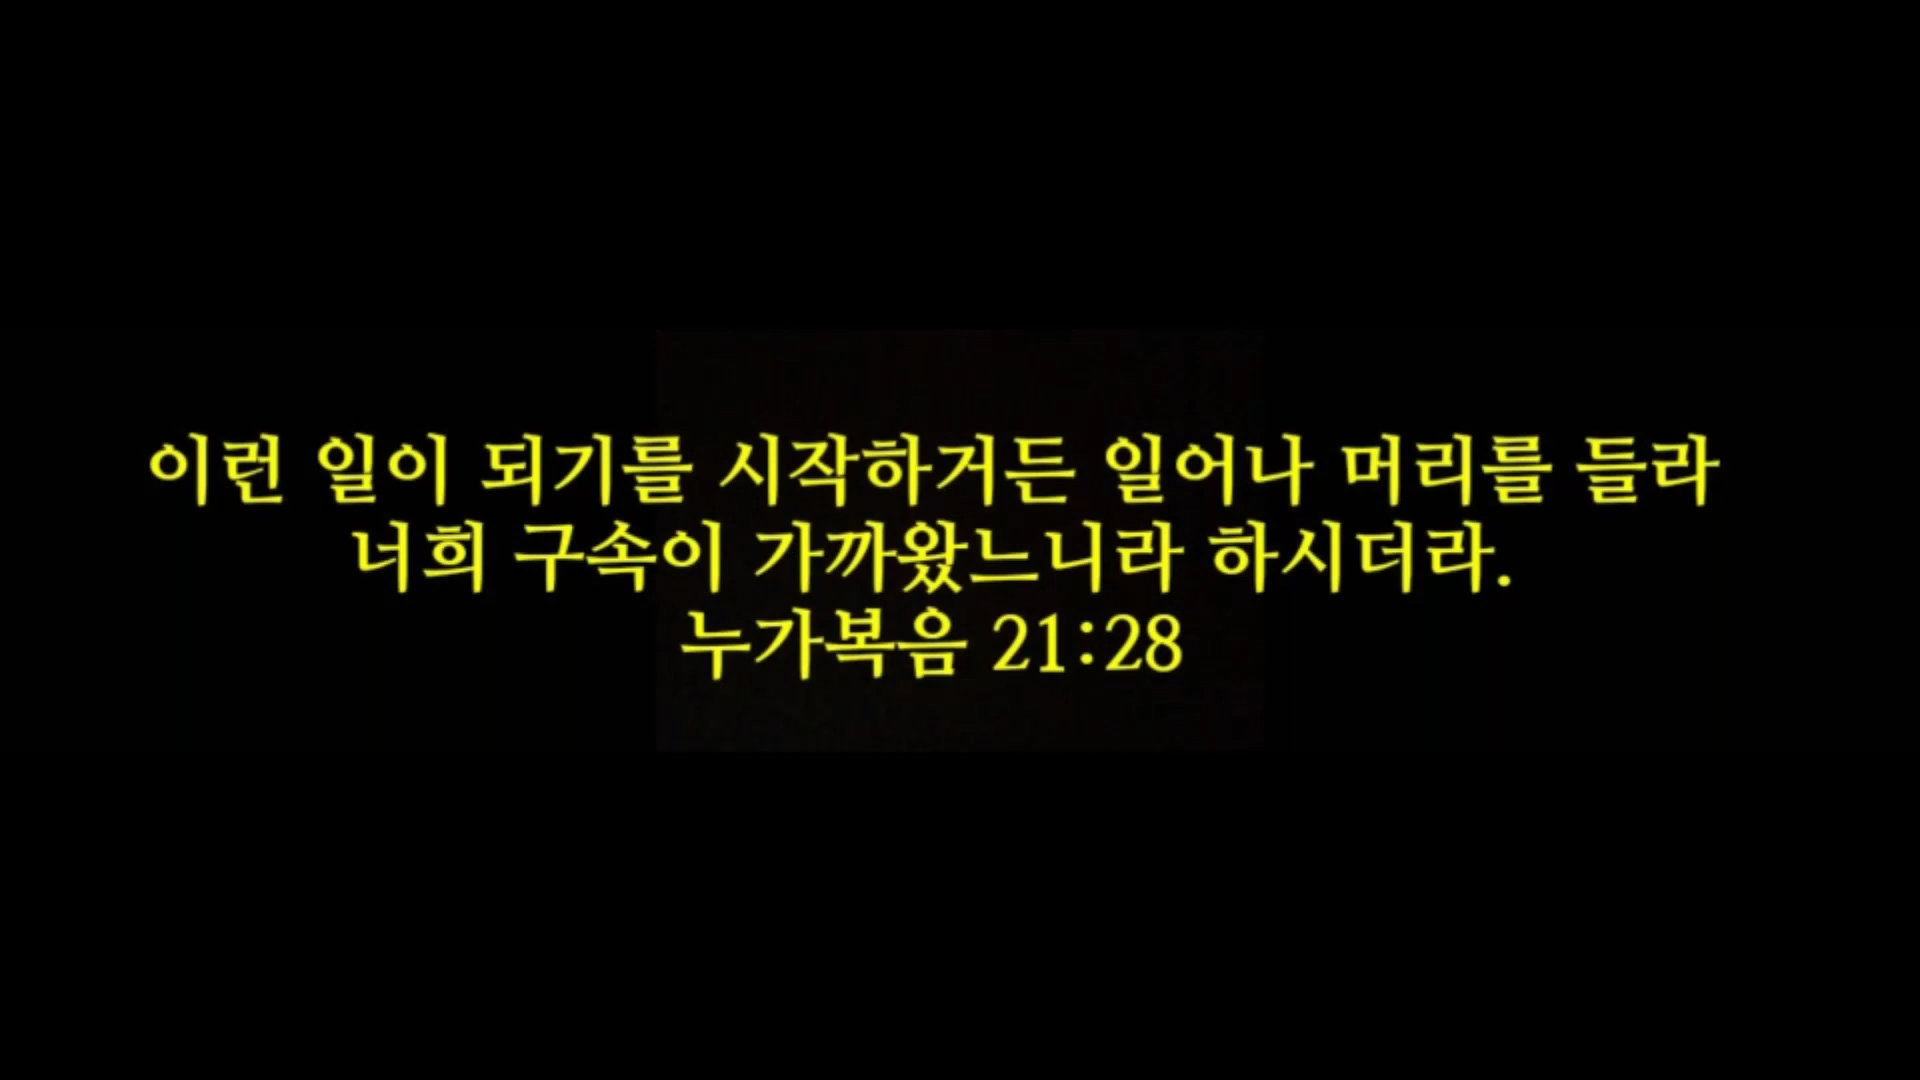 이런 일이 되기를 시작하거든 일어나 머리를 들라
너희 구속이 가까왔느니라 하시더라.
누가복음 21:28